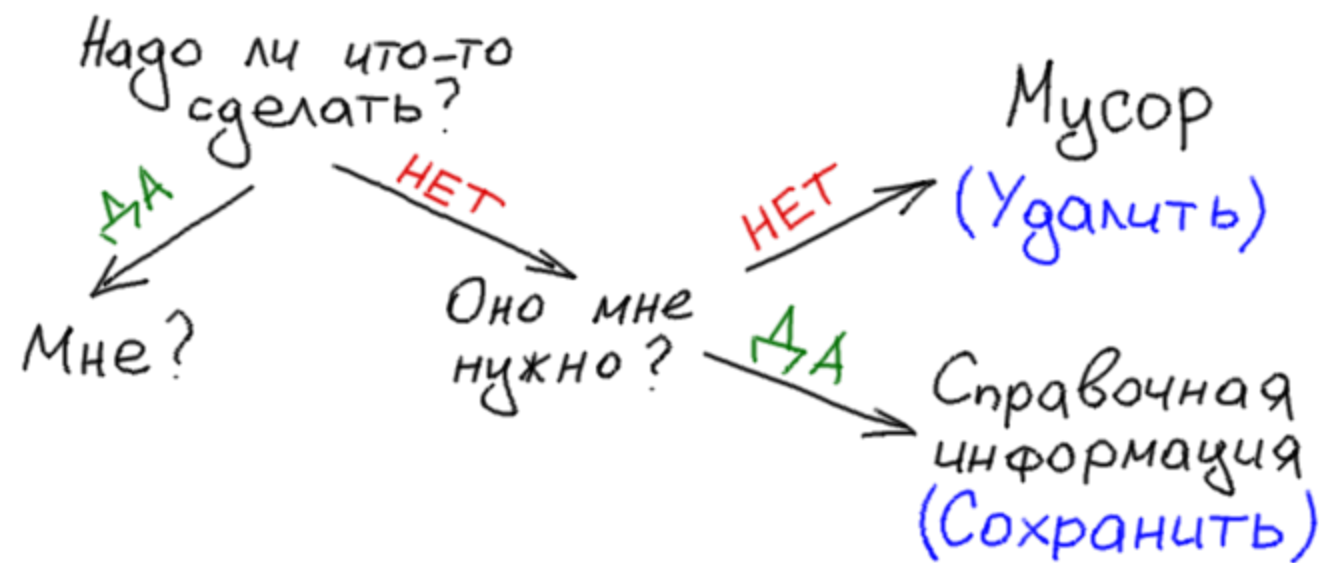 Надо ли что-то
сделать?
ДА
НЕТ
Мне?
Оно мне
нужно?
НЕТ
ДА
Мусор
(Удалить)
Справочная
информация
(Сохранить)